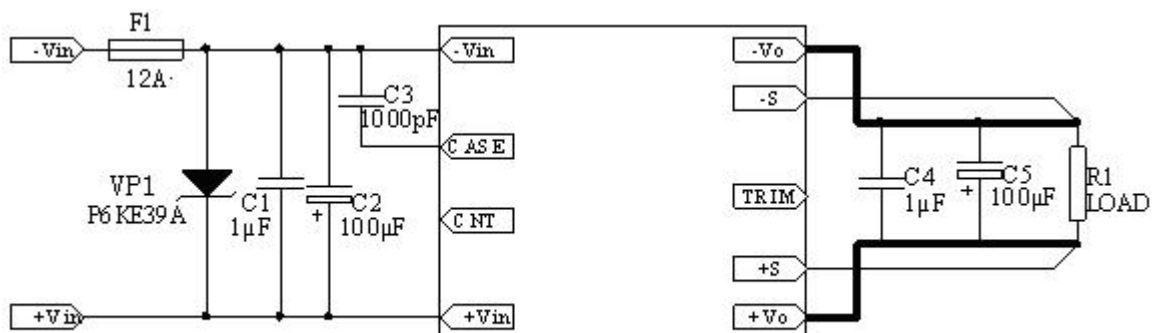 F1
-Vin
12A·
-Vin
C3
1000pF
CASE
VP1
P6KE39A
C1
1μF
C2
100μF
+
CNT
+Vin
+Vin
-Vo
-S
TRIM
+S
+Vo
C4
1μF
C5
100μF
+
R1
LOAD